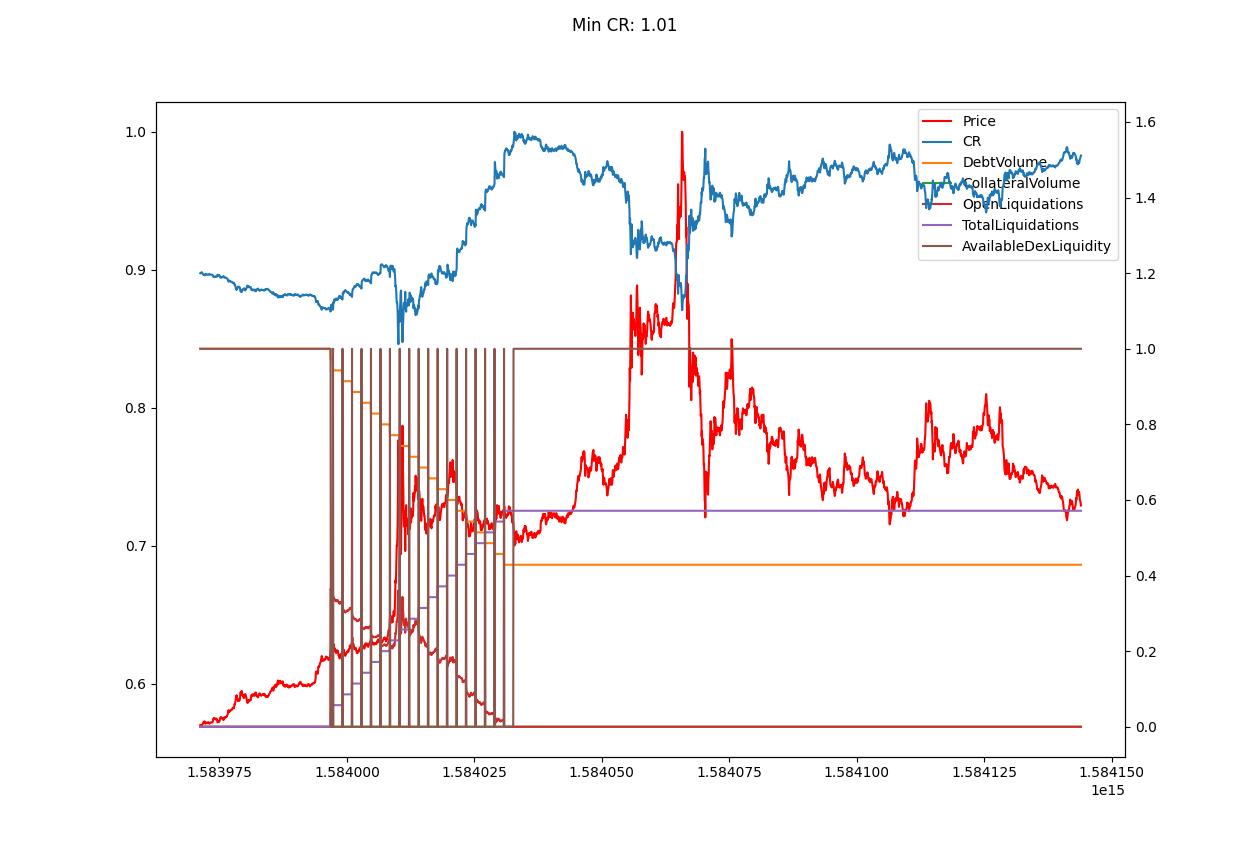 Min CR: 1.01
1.0
0.9
0.8
0.7
0.6
1.6
1.4
1.2
1.0
0.8
0.6
0.4
0.2
0.0
Price
CR
DebtVolume
CollateralVolume
OpenLiquidations
TotalLiquidations
AvailableDexLiquidity
1.583975 1.584000 1.584025 1.584050 1.584075 1.584100 1.584125 1.584150
1e15